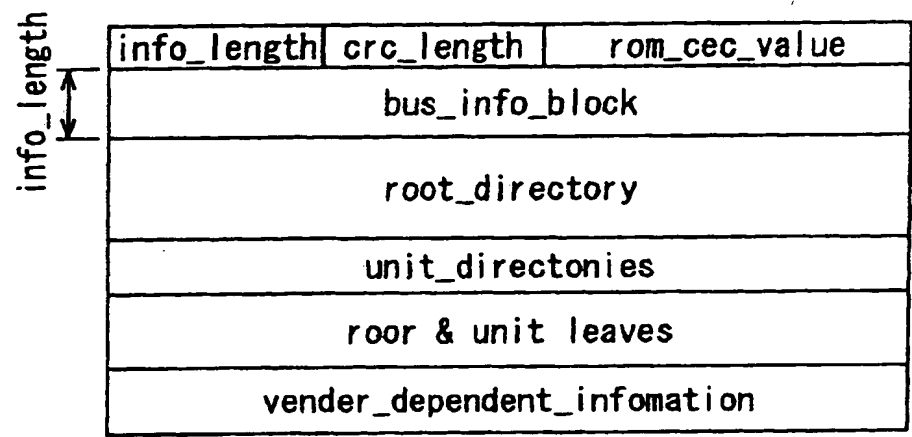 info_length crc_length rom_cec_value
info_length
bus_info_block
root_directory
unit_directonies
roor & unit leaves
vender_dependent_infomation